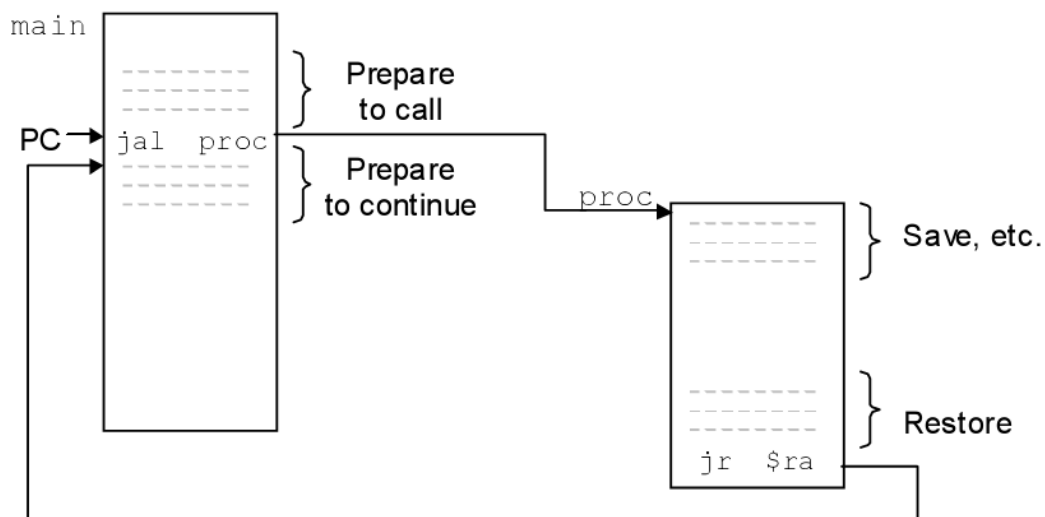 main
Prepare
to call
PC
jal proc
Prepare
to continue
proc
Save, etc.
Restore
jr $ra